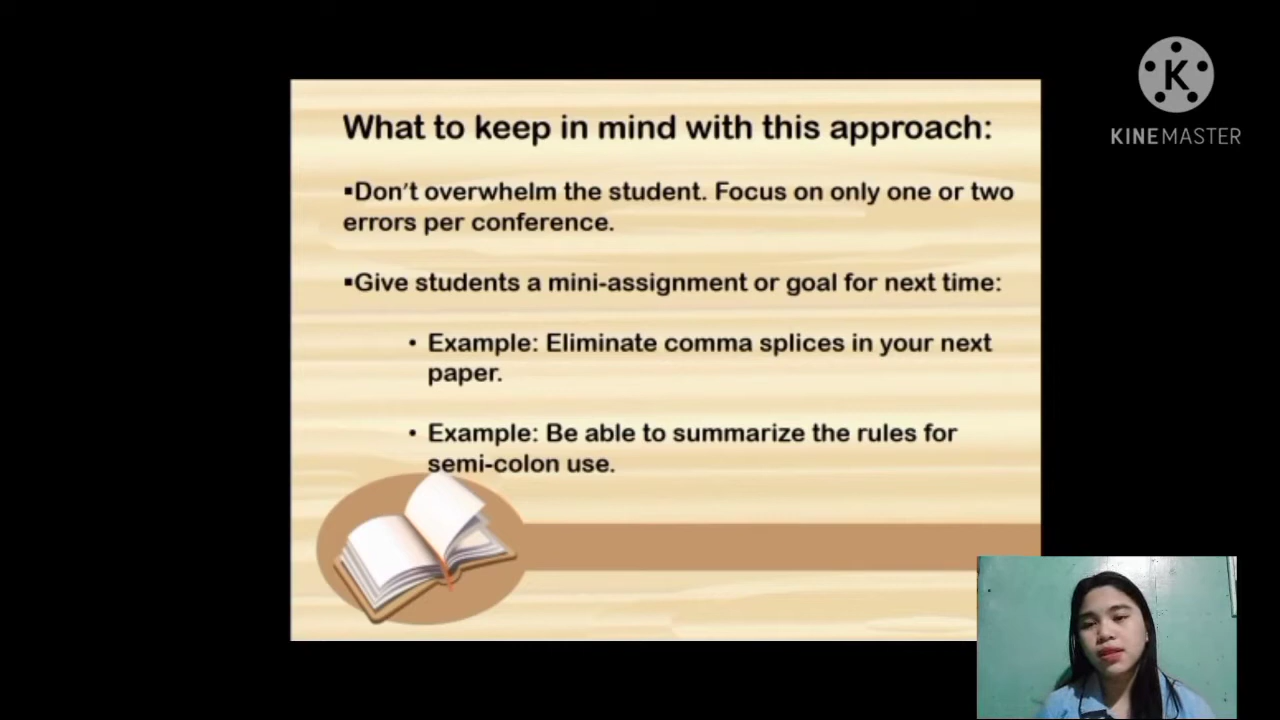 What to keep in mind with this approach:
▪Don't overwhelm the student. Focus on only one or two
errors per conference.
▪Give students a mini-assignment or goal for next time:
• Example: Eliminate comma splices in your next
paper.
• Example: Be able to summarize the rules for
semi-colon use.
K
KINEMASTER